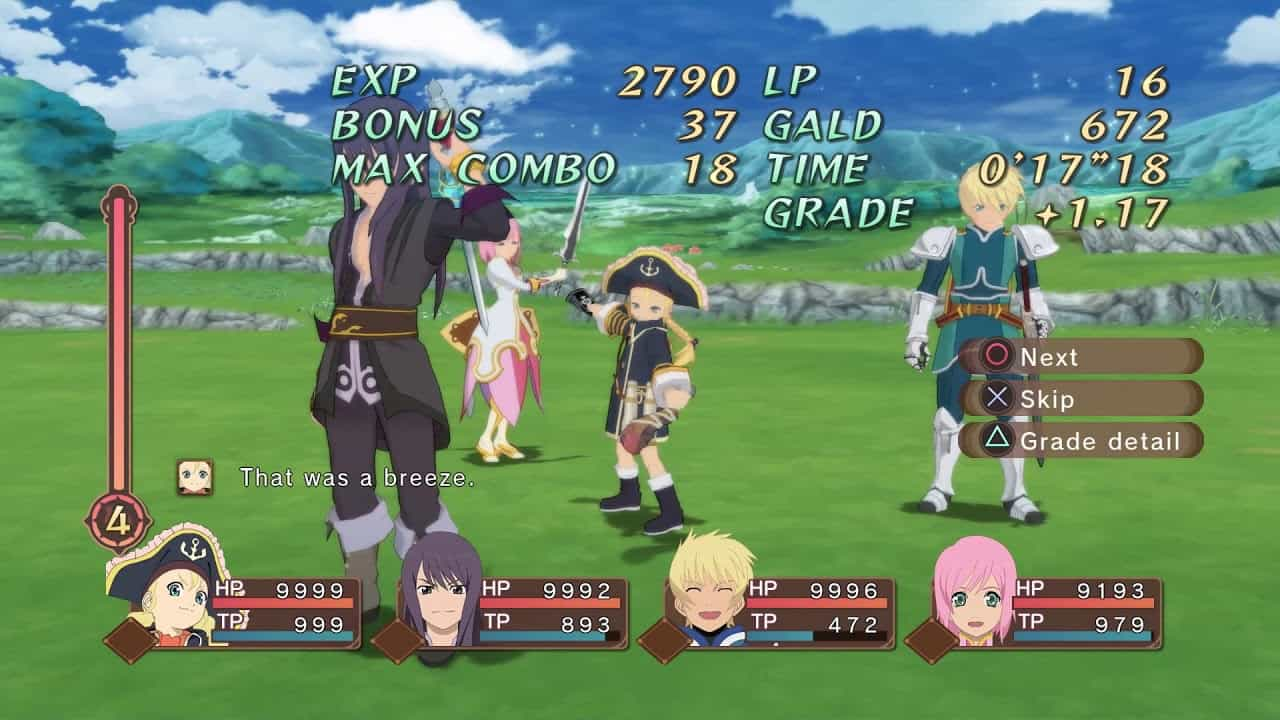 EXP 2790 LP 16
BONUS 37 GALD 672
MAX COMBO 18 TIME 0'17"18
GRADE +1.17
Next
Skip
Grade detail
That was a breeze.
4
HP 9999
TP 999
HP 9992
TP 893
HP 9996
TP 472
HP 9193
TP 979